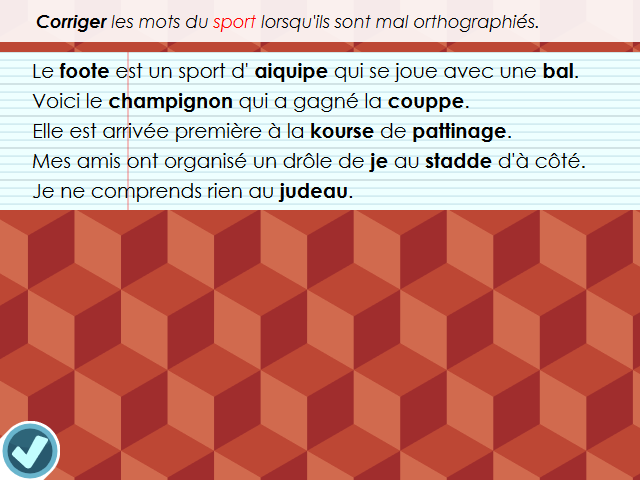 Corriger les mots du sport lorsqu'ils sont mal orthographiés.
Le foote est un sport d' aiquipe qui se joue avec une bal.
Voici le champignon qui a gagné la couppe.
Elle est arrivée première à la kourse de pattinage.
Mes amis ont organisé un drôle de je au stadde d'à côté.
Je ne comprends rien au judeau.